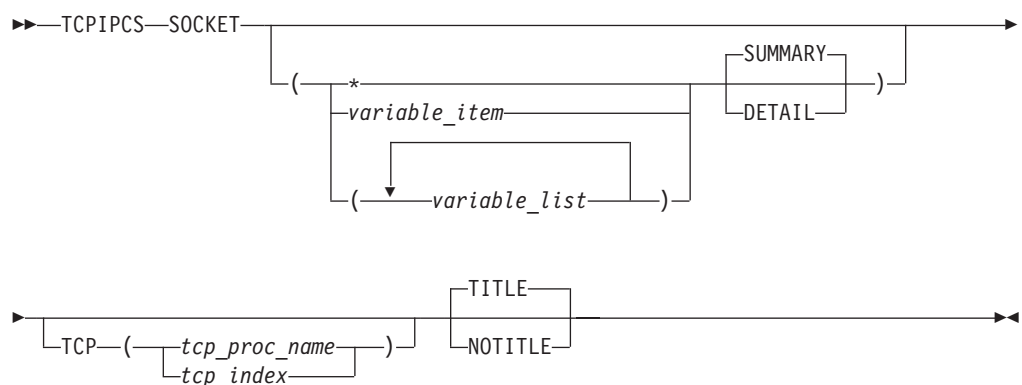 TCPIPCS SOCKET
SUMMARY
( * )
variable_item DETAIL
( variable_list )
TITLE
TCP ( tcp_proc_name ) NOTITLE
tcp_index